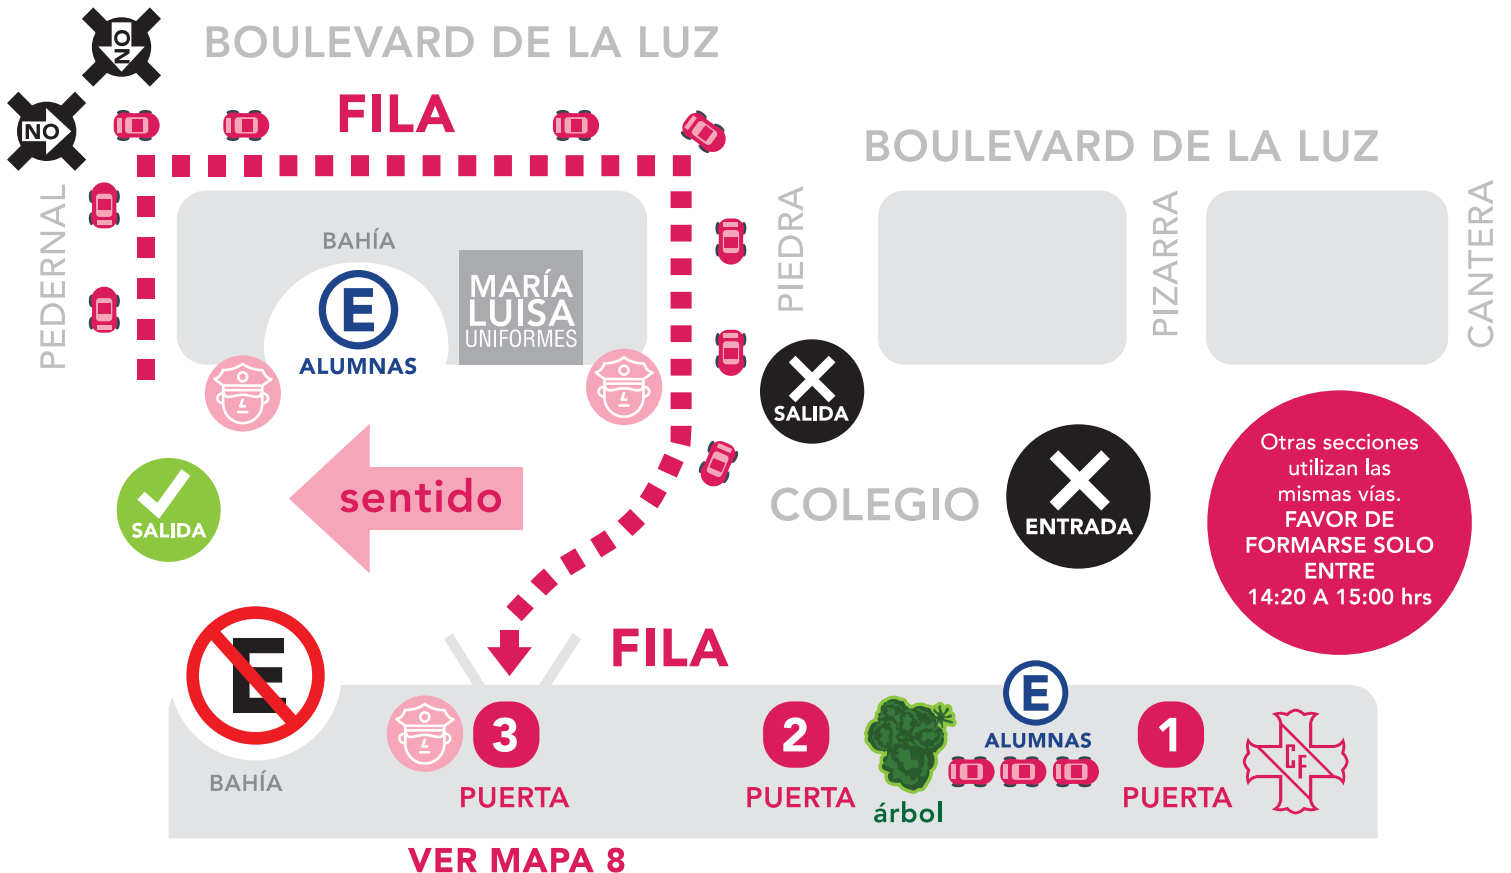 NO
BOULEVARD DE LA LUZ
NO
FILA
BOULEVARD DE LA LUZ
PEDERNAL
PIEDRA
PIZARRA
CANTERA
BAHÍA
E
ALUMNAS
MARÍA
LUISA
UNIFORMES
SALIDA
SALIDA
sentido
COLEGIO
ENTRADA
Otras secciones
utilizan las
mismas vías.
FAVOR DE
FORMARSE SOLO
ENTRE
14:20 A 15:00 hrs
E
BAHÍA
FILA
3
PUERTA
2
PUERTA
árbol
E
ALUMNAS
1
PUERTA
CF
VER MAPA 8